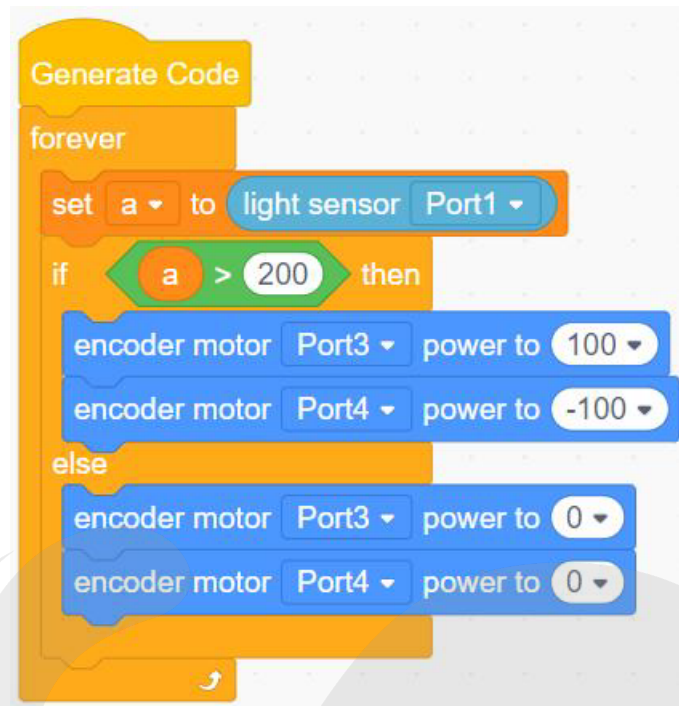 Generate Code
forever
set a to light sensor Port1
if a > 200 then
encoder motor Port3 power to 100
encoder motor Port4 power to -100
else
encoder motor Port3 power to 0
encoder motor Port4 power to 0